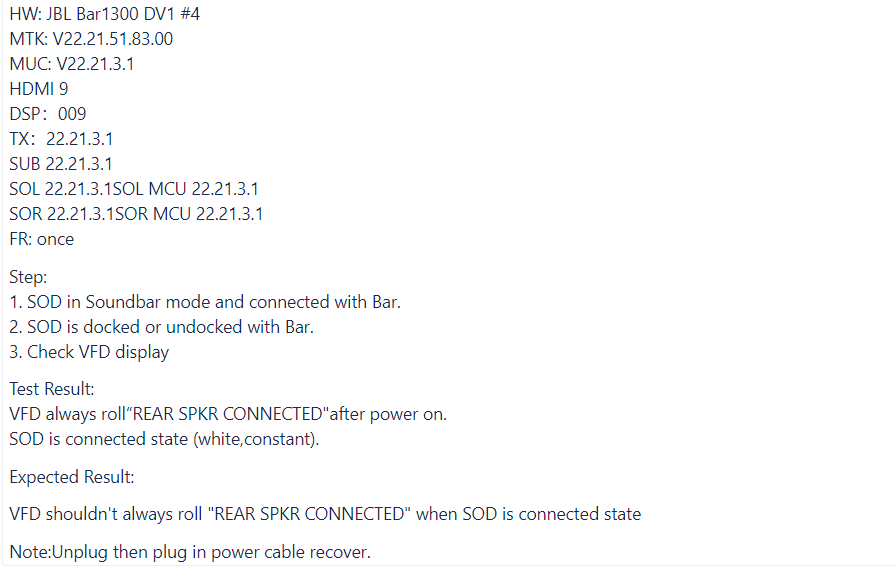 HW: JBL Bar1300 DV1 #4
MTK: V22.21.51.83.00
MUC: V22.21.3.1
HDMI 9
DSP：009
TX：22.21.3.1
SUB 22.21.3.1
SOL 22.21.3.1SOL MCU 22.21.3.1
SOR 22.21.3.1SOR MCU 22.21.3.1
FR: once
Step:
1. SOD in Soundbar mode and connected with Bar.
2. SOD is docked or undocked with Bar.
3. Check VFD display
Test Result:
VFD always roll“REAR SPKR CONNECTED"after power on.
SOD is connected state (white,constant).
Expected Result:
VFD shouldn't always roll "REAR SPKR CONNECTED" when SOD is connected state
Note:Unplug then plug in power cable recover.